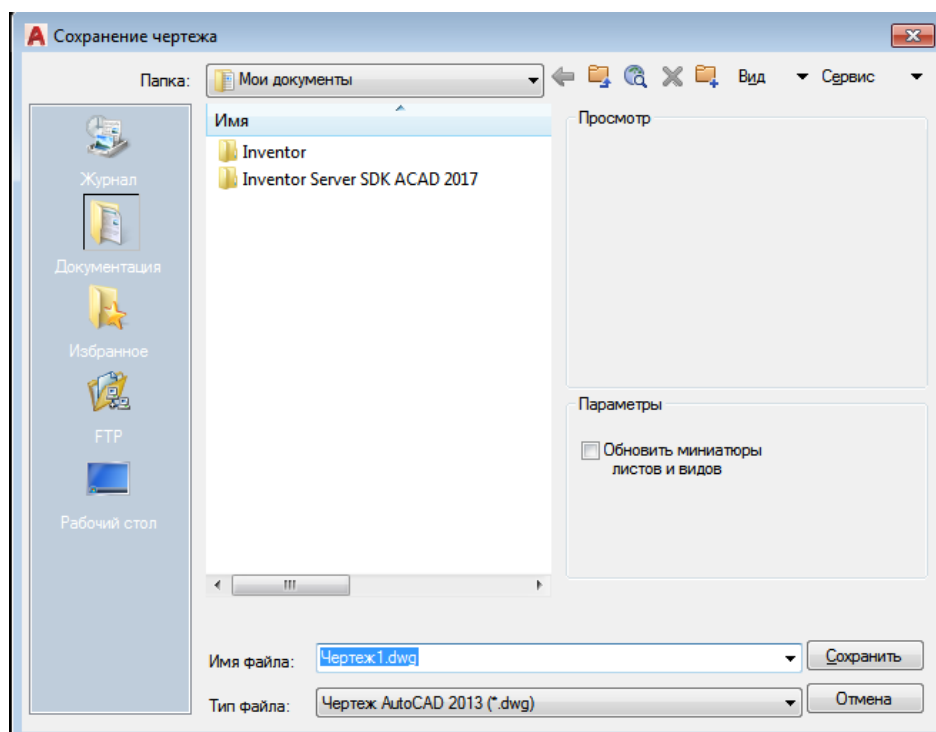 Сохранение чертежа
Папка: Мои документы Вид Сервис
Имя
Просмотр
Inventor
Inventor Server SDK ACAD 2017
Журнал
Документация
Избранное
FTP
Рабочий стол
Параметры
Обновить миниатюры
листов и видов
Имя файла: Чертеж1.dwg Сохранить
Тип файла: Чертеж AutoCAD 2013 (*.dwg) Отмена